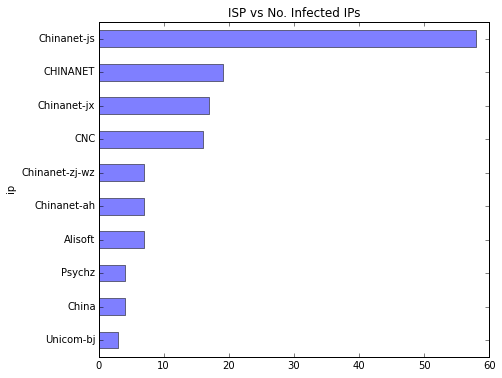 ISP vs No. Infected IPs
Chinanet-js
CHINANET
Chinanet-jx
CNC
Chinanet-zj-wz
Chinanet-ah
Alisoft
Psychz
China
Unicom-bj
ip
0 10 20 30 40 50 60